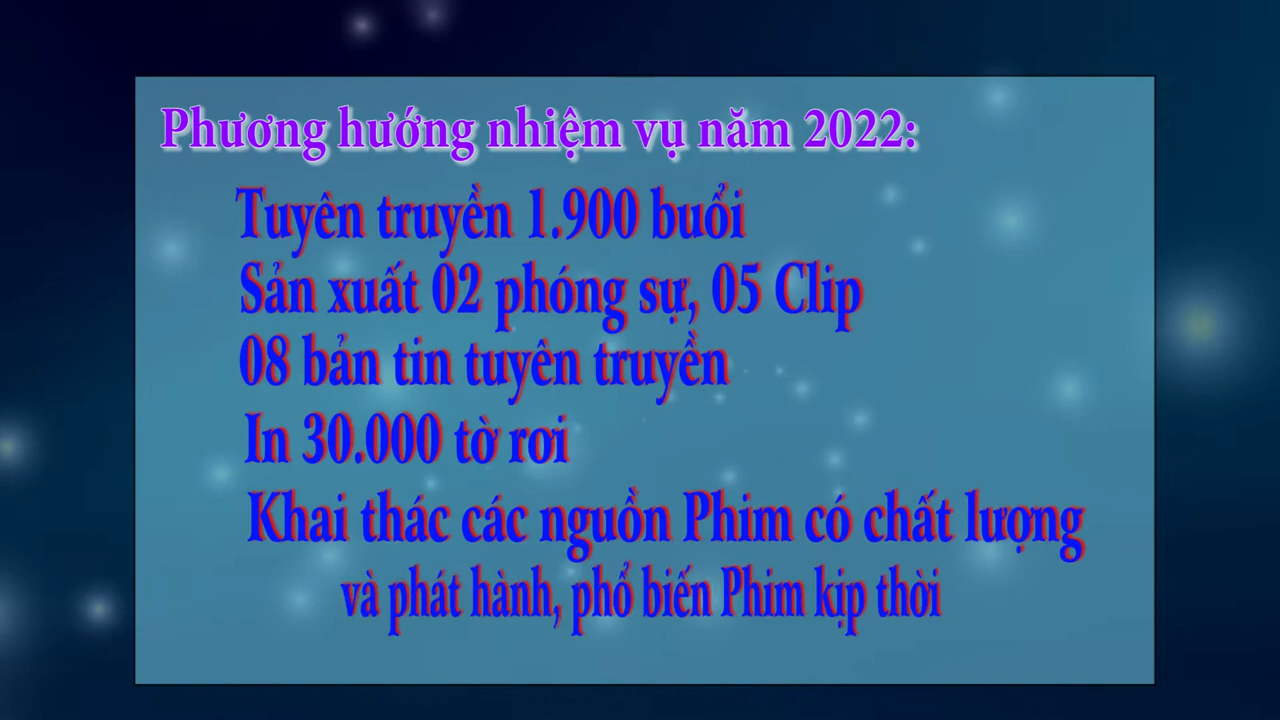 Phương hướng nhiệm vụ năm 2022:
Tuyên truyền 1.900 buổi
Sản xuất 02 phóng sự, 05 Clip
08 bản tin tuyên truyền
In 30.000 tờ rơi
Khai thác các nguồn Phim có chất lượng
và phát hành, phổ biến Phim kịp thời